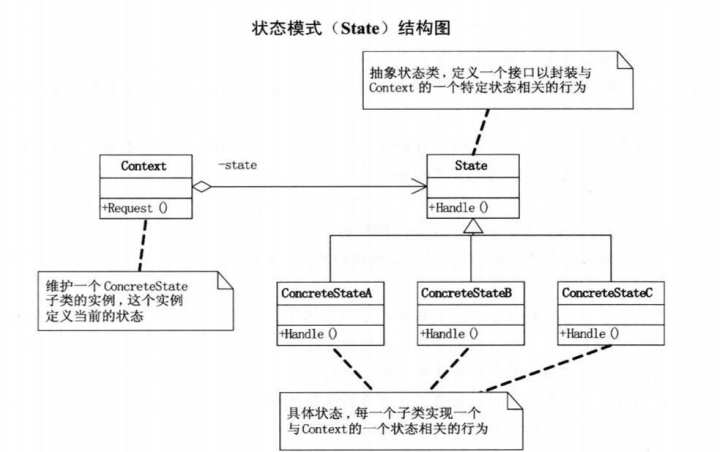 状态模式（State）结构图
抽象状态类，定义一个接口以封装与
Context 的一个特定状态相关的行为
Context
-state
State
+Request ()
+Handle ()
维护一个 ConcreteState
子类的实例，这个实例
定义当前的状态
ConcreteStateA
ConcreteStateB
ConcreteStateC
+Handle ()
+Handle ()
+Handle ()
具体状态，每一个子类实现一个
与Context的一个状态相关的行为